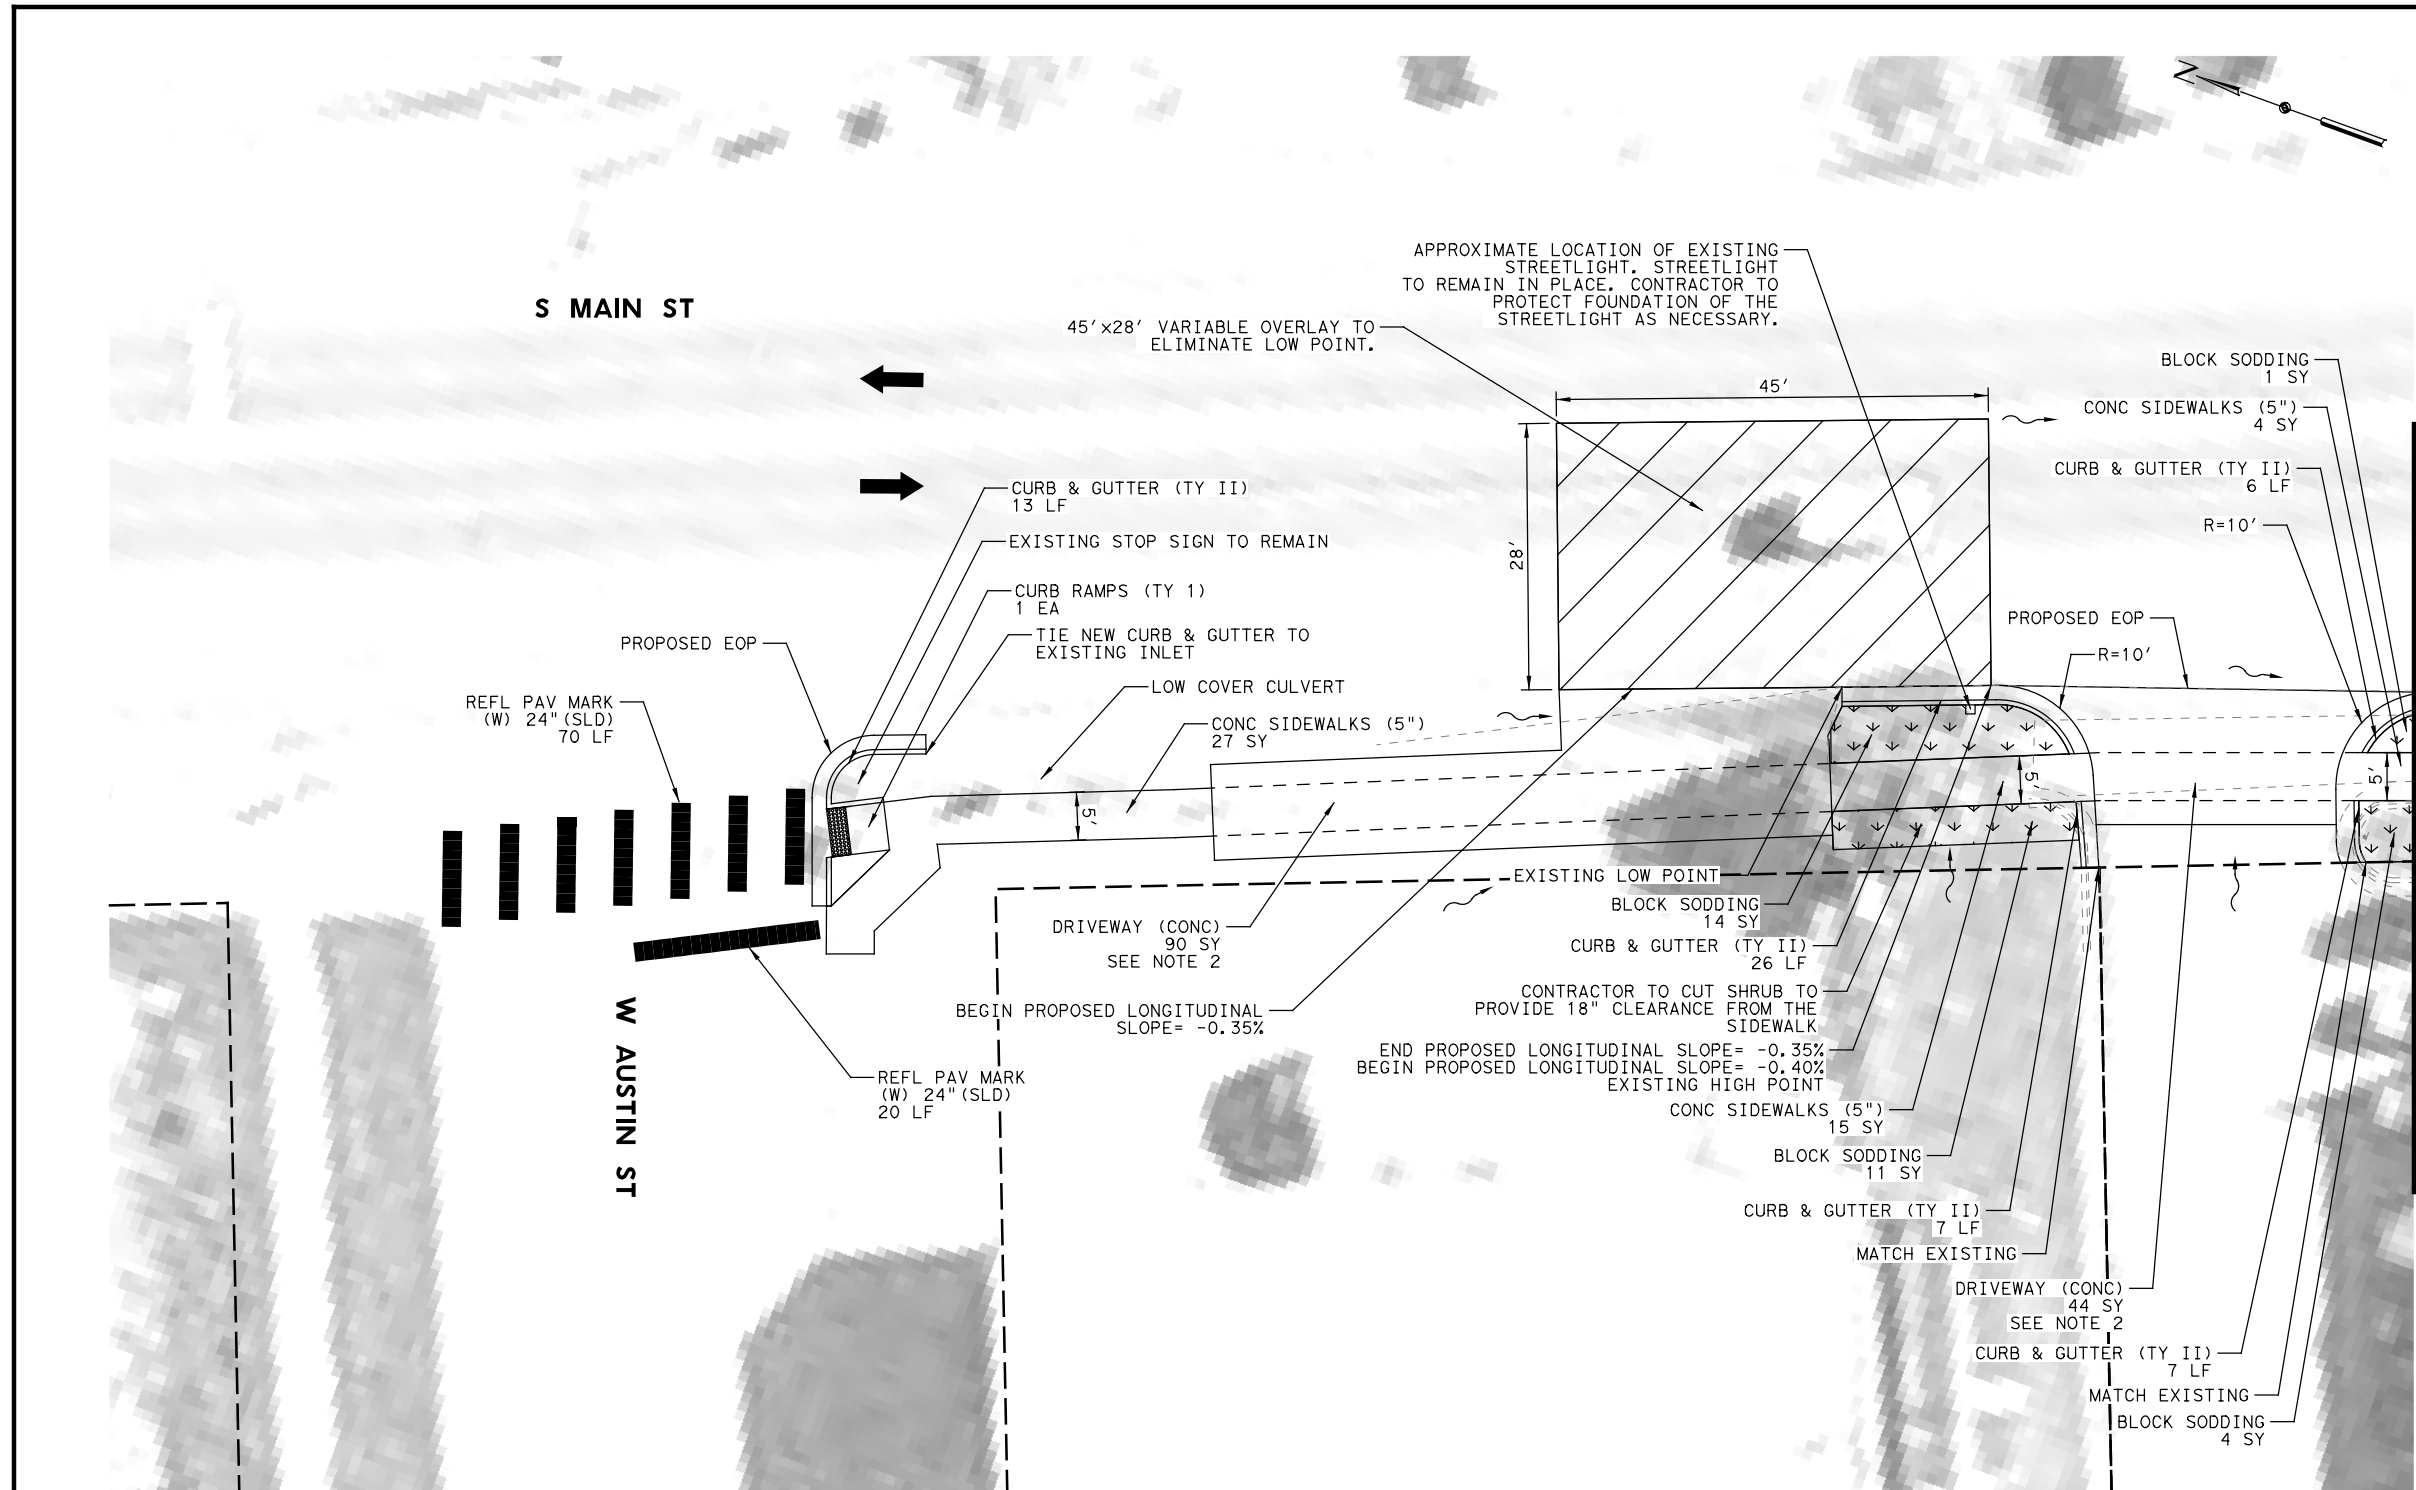 N
S MAIN ST
APPROXIMATE LOCATION OF EXISTING
STREETLIGHT. STREETLIGHT
TO REMAIN IN PLACE. CONTRACTOR TO
PROTECT FOUNDATION OF THE
STREETLIGHT AS NECESSARY.
45'x28' VARIABLE OVERLAY TO
ELIMINATE LOW POINT.
45'
28'
BLOCK SODDING
1 SY
CONC SIDEWALKS (5")
4 SY
CURB & GUTTER (TY II)
6 LF
R=10'
PROPOSED EOP
R=10'
CURB & GUTTER (TY II)
13 LF
EXISTING STOP SIGN TO REMAIN
CURB RAMPS (TY 1)
1 EA
TIE NEW CURB & GUTTER TO
EXISTING INLET
LOW COVER CULVERT
CONC SIDEWALKS (5")
27 SY
PROPOSED EOP
REFL PAV MARK
(W) 24"(SLD)
70 LF
5'
5'
5'
EXISTING LOW POINT
BLOCK SODDING
14 SY
CURB & GUTTER (TY II)
26 LF
DRIVEWAY (CONC)
90 SY
SEE NOTE 2
BEGIN PROPOSED LONGITUDINAL
SLOPE= -0.35%
CONTRACTOR TO CUT SHRUB TO
PROVIDE 18" CLEARANCE FROM THE
SIDEWALK
END PROPOSED LONGITUDINAL SLOPE= -0.35%
BEGIN PROPOSED LONGITUDINAL SLOPE= -0.40%
EXISTING HIGH POINT
W AUSTIN ST
REFL PAV MARK
(W) 24"(SLD)
20 LF
CONC SIDEWALKS (5")
15 SY
BLOCK SODDING
11 SY
CURB & GUTTER (TY II)
7 LF
MATCH EXISTING
DRIVEWAY (CONC)
44 SY
SEE NOTE 2
CURB & GUTTER (TY II)
7 LF
MATCH EXISTING
BLOCK SODDING
4 SY